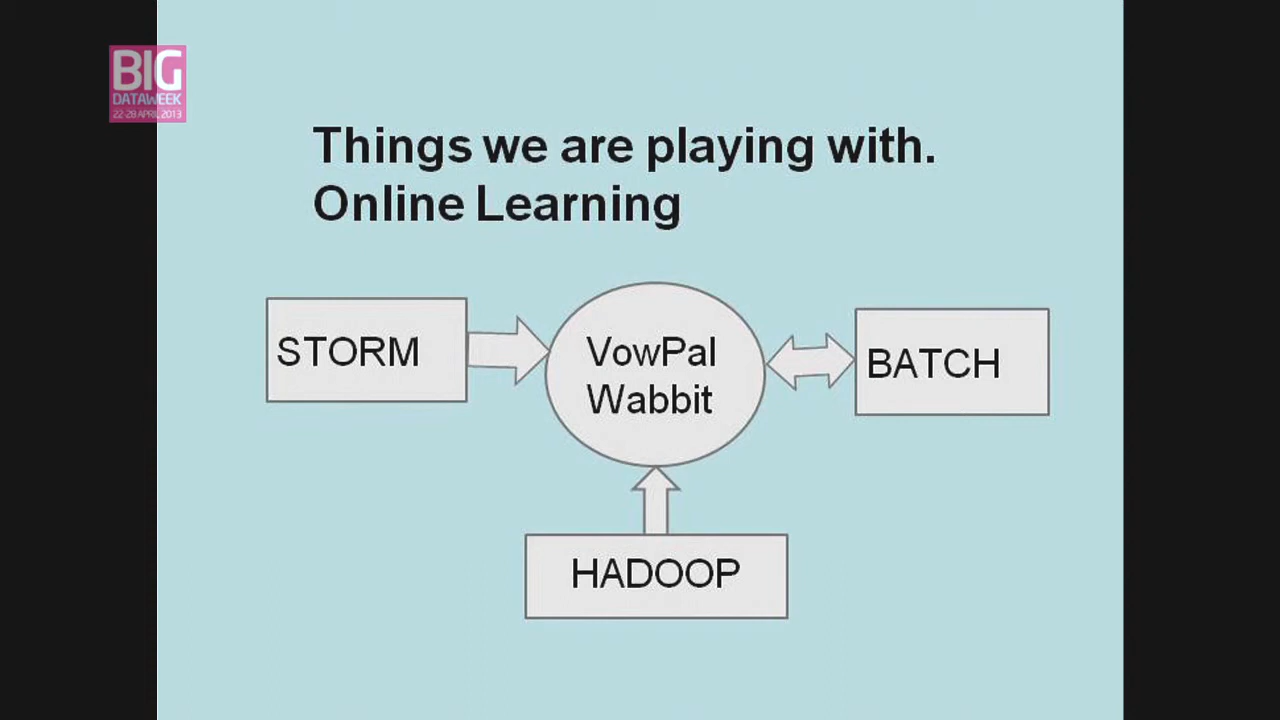 BIG
DATAWEEK
22-28 APRIL 2013
Things we are playing with.
Online Learning
STORM
VowPal
Wabbit
BATCH
HADOOP